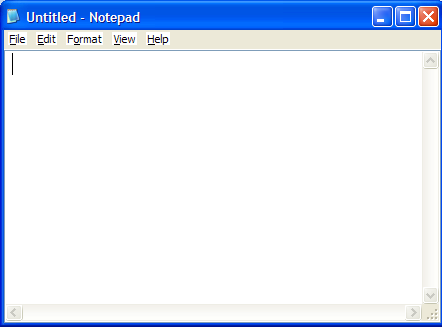 Untitled - Notepad
File Edit Format View Help